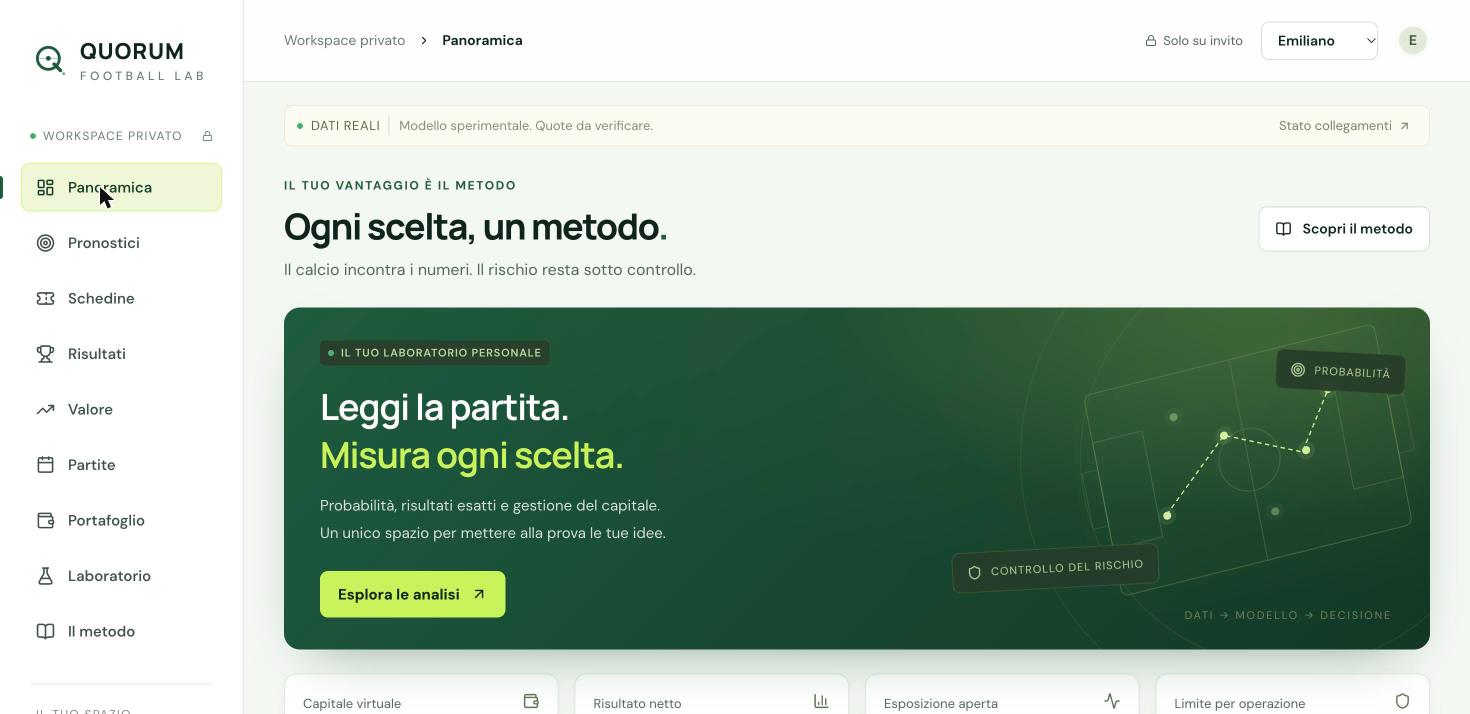 QUORUM
FOOTBALL LAB
WORKSPACE PRIVATO
Panoramica
Pronostici
Schedine
Risultati
Valore
Partite
Portafoglio
Laboratorio
Il metodo
IL TUO SPAZIO
Workspace privato > Panoramica
Solo su invito
Emiliano
E
DATI REALI
Modello sperimentale. Quote da verificare.
Stato collegamenti
IL TUO VANTAGGIO È IL METODO
Ogni scelta, un metodo.
Il calcio incontra i numeri. Il rischio resta sotto controllo.
Scopri il metodo
IL TUO LABORATORIO PERSONALE
Leggi la partita.
Misura ogni scelta.
Probabilità, risultati esatti e gestione del capitale.
Un unico spazio per mettere alla prova le tue idee.
Esplora le analisi
PROBABILITÀ
CONTROLLO DEL RISCHIO
DATI → MODELLO → DECISIONE
Capitale virtuale
Risultato netto
Esposizione aperta
Limite per operazione